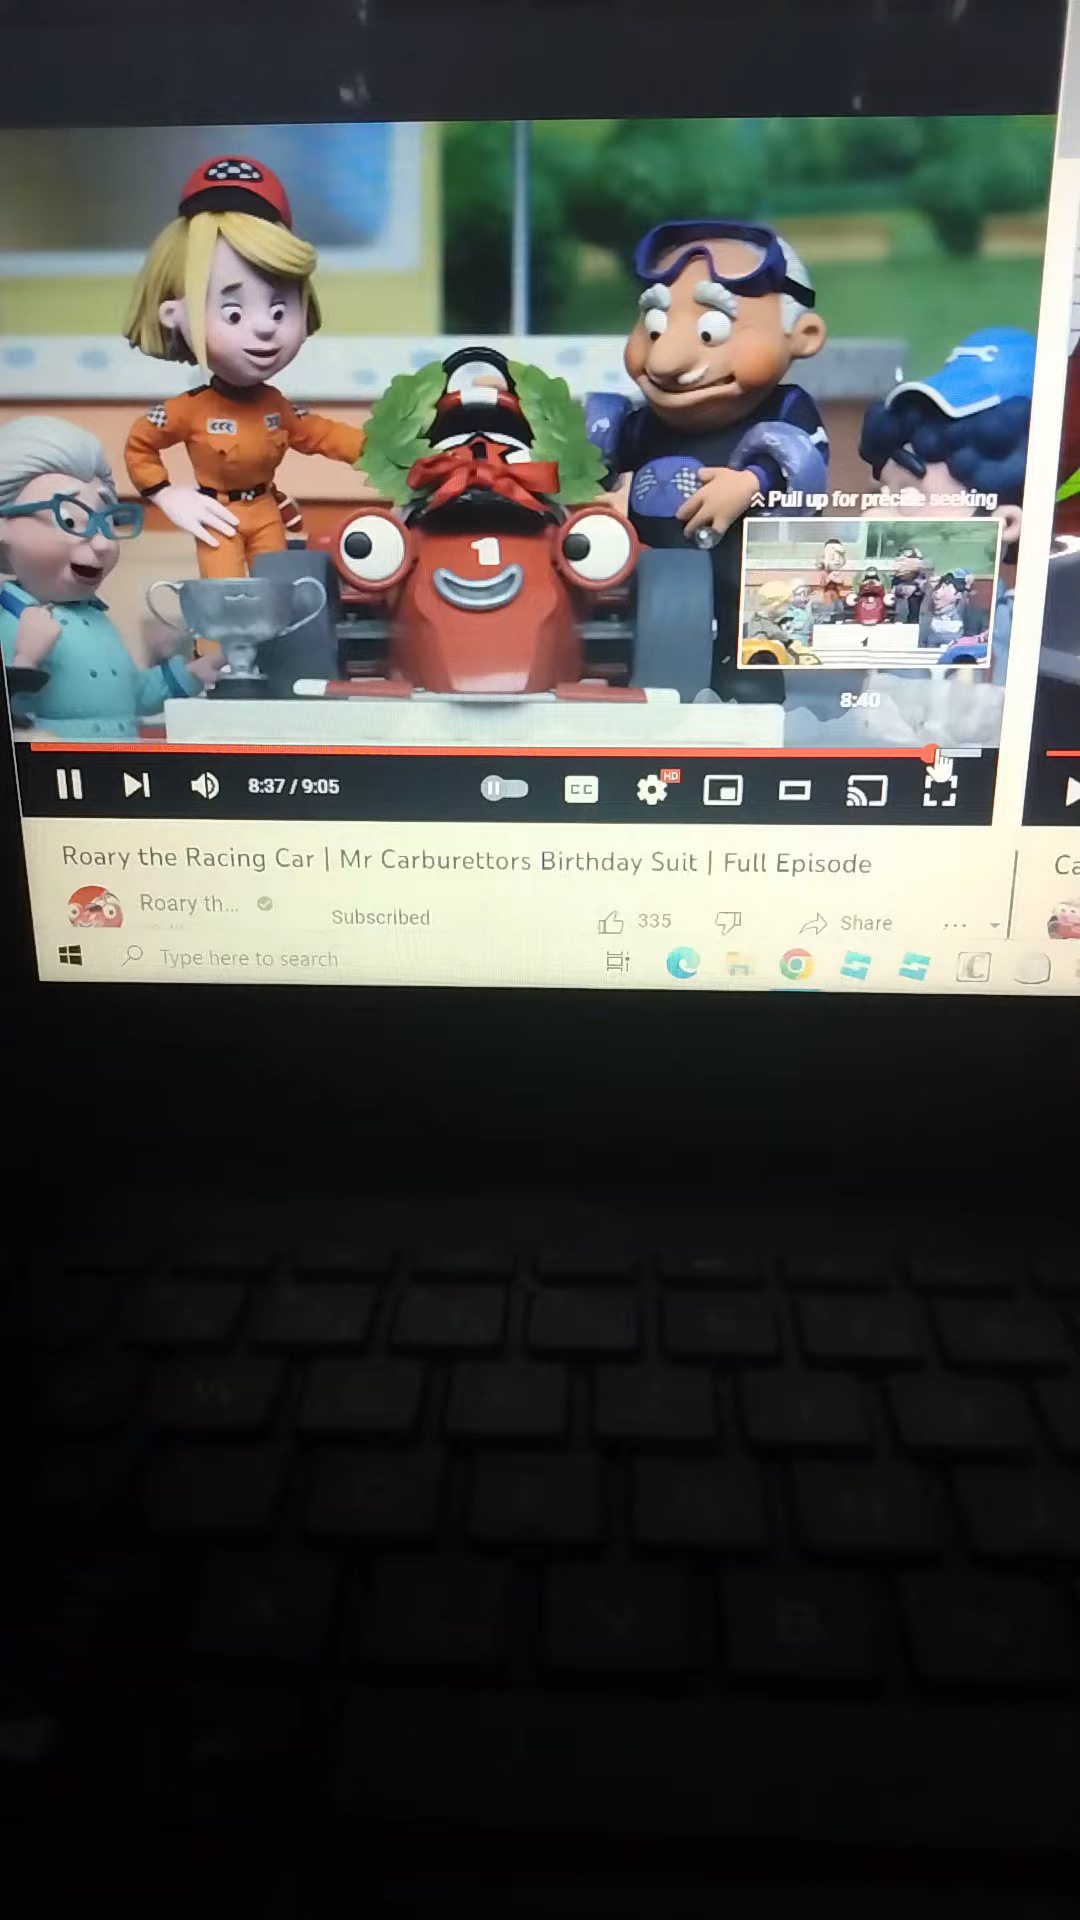 1
Pull up for precise seeking
8:40
8:37 / 9:05
CC
HD
Roary the Racing Car | Mr Carburettors Birthday Suit | Full Episode
Ca
Roary th...
Subscribed
335
Share
...
Type here to search
W
V
B